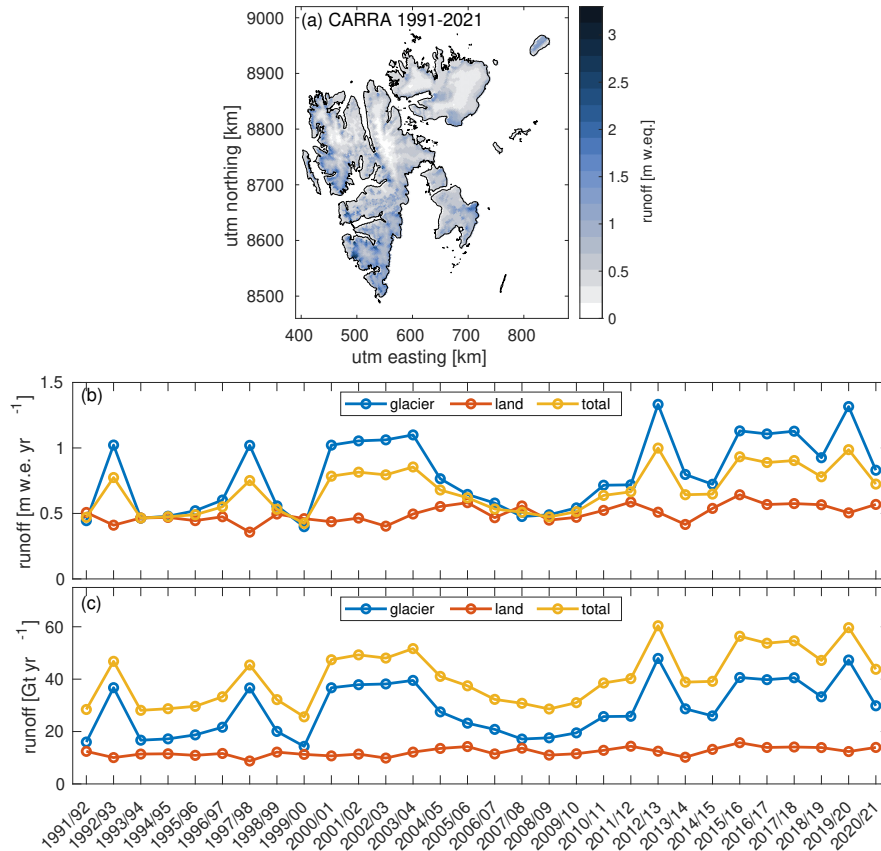 (a) CARRA 1991-2021
9000
8900
8800
8700
8600
8500
utm northing [km]
400 500 600 700 800
utm easting [km]
3
2.5
2
1.5
1
0.5
0
runoff [m w.eq.]
(b)
glacier land total
1.5
1
0.5
0
runoff [m w.e. yr -1]
(c)
glacier land total
60
40
20
0
runoff [Gt yr -1]
1991/92 1992/93 1993/94 1994/95 1995/96 1996/97 1997/98 1998/99 1999/00 2000/01 2001/02 2002/03 2003/04 2004/05 2005/06 2006/07 2007/08 2008/09 2009/10 2010/11 2011/12 2012/13 2013/14 2014/15 2015/16 2016/17 2017/18 2018/19 2019/20 2020/21